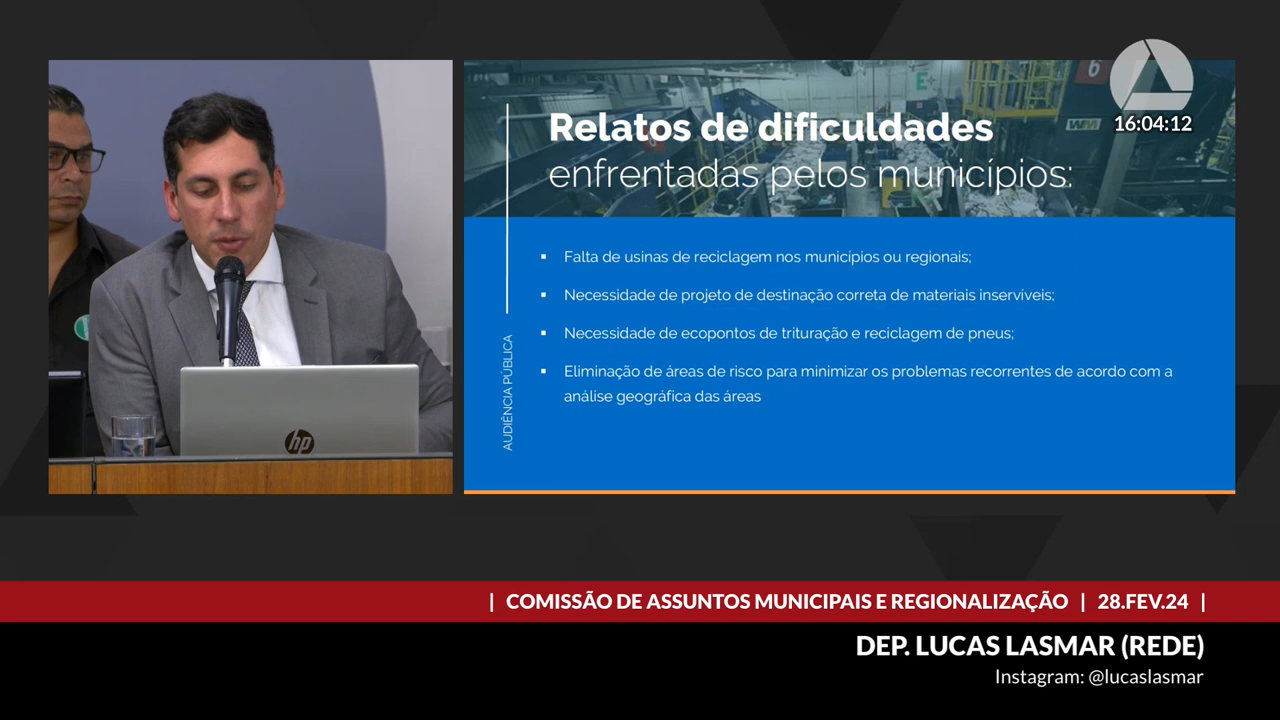 6
WM
16:04:12
Relatos de dificuldades
enfrentadas pelos municípios:
▪ Falta de usinas de reciclagem nos municípios ou regionais;
▪ Necessidade de projeto de destinação correta de materiais inservíveis;
▪ Necessidade de ecopontos de trituração e reciclagem de pneus;
▪ Eliminação de áreas de risco para minimizar os problemas recorrentes de acordo com a
análise geográfica das áreas
AUDIÊNCIA PÚBLICA
hp
| COMISSÃO DE ASSUNTOS MUNICIPAIS E REGIONALIZAÇÃO | 28.FEV.24 |
DEP. LUCAS LASMAR (REDE)
Instagram: @lucaslasmar